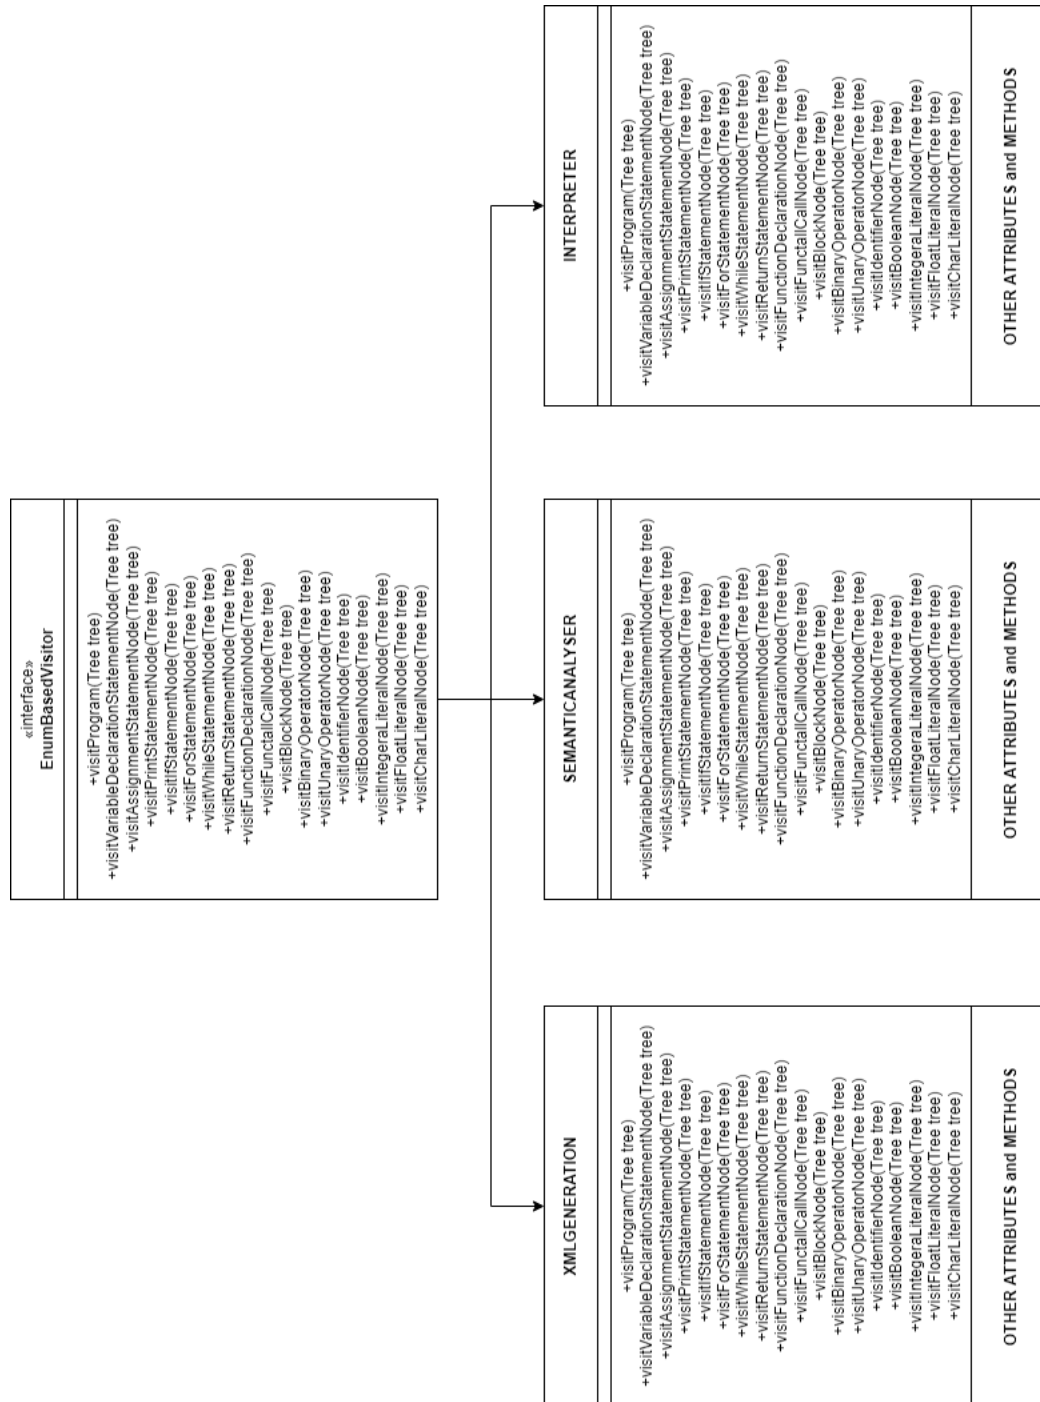 «interface»
EnumBasedVisitor
+visitProgram(Tree tree)
+visitVariableDeclarationStatementNode(Tree tree)
+visitAssignmentStatementNode(Tree tree)
+visitPrintStatementNode(Tree tree)
+visitIfStatementNode(Tree tree)
+visitForStatementNode(Tree tree)
+visitWhileStatementNode(Tree tree)
+visitReturnStatementNode(Tree tree)
+visitFunctionDeclarationNode(Tree tree)
+visitFunctallCallNode(Tree tree)
+visitBlockNode(Tree tree)
+visitBinaryOperatorNode(Tree tree)
+visitUnaryOperatorNode(Tree tree)
+visitIdentifierNode(Tree tree)
+visitBooleanNode(Tree tree)
+visitIntegeraLiteralNode(Tree tree)
+visitFloatLiteralNode(Tree tree)
+visitCharLiteralNode(Tree tree)
XMLGENERATION
+visitProgram(Tree tree)
+visitVariableDeclarationStatementNode(Tree tree)
+visitAssignmentStatementNode(Tree tree)
+visitPrintStatementNode(Tree tree)
+visitIfStatementNode(Tree tree)
+visitForStatementNode(Tree tree)
+visitWhileStatementNode(Tree tree)
+visitReturnStatementNode(Tree tree)
+visitFunctionDeclarationNode(Tree tree)
+visitFunctallCallNode(Tree tree)
+visitBlockNode(Tree tree)
+visitBinaryOperatorNode(Tree tree)
+visitUnaryOperatorNode(Tree tree)
+visitIdentifierNode(Tree tree)
+visitBooleanNode(Tree tree)
+visitIntegeraLiteralNode(Tree tree)
+visitFloatLiteralNode(Tree tree)
+visitCharLiteralNode(Tree tree)
OTHER ATTRIBUTES and METHODS
SEMANTICANALYSER
+visitProgram(Tree tree)
+visitVariableDeclarationStatementNode(Tree tree)
+visitAssignmentStatementNode(Tree tree)
+visitPrintStatementNode(Tree tree)
+visitIfStatementNode(Tree tree)
+visitForStatementNode(Tree tree)
+visitWhileStatementNode(Tree tree)
+visitReturnStatementNode(Tree tree)
+visitFunctionDeclarationNode(Tree tree)
+visitFunctallCallNode(Tree tree)
+visitBlockNode(Tree tree)
+visitBinaryOperatorNode(Tree tree)
+visitUnaryOperatorNode(Tree tree)
+visitIdentifierNode(Tree tree)
+visitBooleanNode(Tree tree)
+visitIntegeraLiteralNode(Tree tree)
+visitFloatLiteralNode(Tree tree)
+visitCharLiteralNode(Tree tree)
OTHER ATTRIBUTES and METHODS
INTERPRETER
+visitProgram(Tree tree)
+visitVariableDeclarationStatementNode(Tree tree)
+visitAssignmentStatementNode(Tree tree)
+visitPrintStatementNode(Tree tree)
+visitIfStatementNode(Tree tree)
+visitForStatementNode(Tree tree)
+visitWhileStatementNode(Tree tree)
+visitReturnStatementNode(Tree tree)
+visitFunctionDeclarationNode(Tree tree)
+visitFunctallCallNode(Tree tree)
+visitBlockNode(Tree tree)
+visitBinaryOperatorNode(Tree tree)
+visitUnaryOperatorNode(Tree tree)
+visitIdentifierNode(Tree tree)
+visitBooleanNode(Tree tree)
+visitIntegeraLiteralNode(Tree tree)
+visitFloatLiteralNode(Tree tree)
+visitCharLiteralNode(Tree tree)
OTHER ATTRIBUTES and METHODS